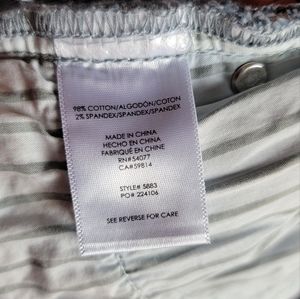 98% COTTON/ALGODÓN/COTON
2% SPANDEX/SPANDEX/SPANDEX
MADE IN CHINA
HECHO EN CHINA
FABRIQUÉ EN CHINE
RN#54077
CA#59814
STYLE# 5883
PO# 224106
SEE REVERSE FOR CARE